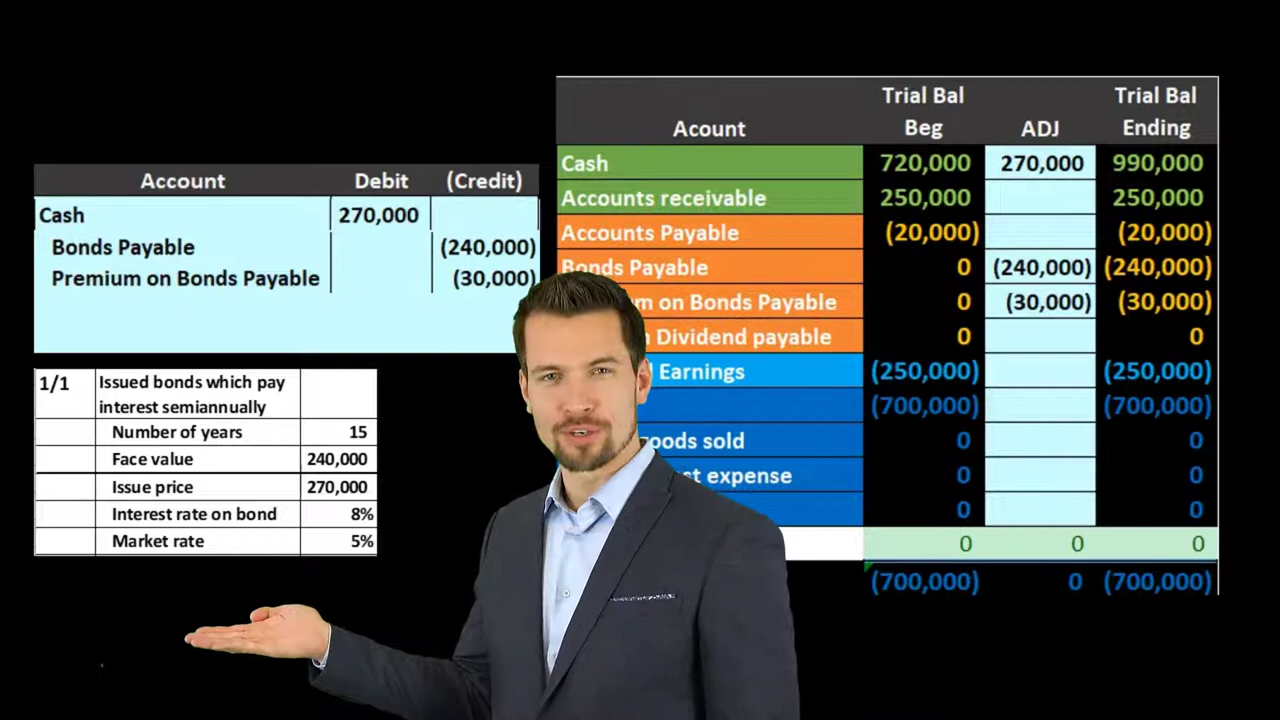 Account Debit (Credit)
Cash 270,000
Bonds Payable (240,000)
Premium on Bonds Payable (30,000)
1/1 Issued bonds which pay
interest semiannually
Number of years 15
Face value 240,000
Issue price 270,000
Interest rate on bond 8%
Market rate 5%
Trial Bal Trial Bal
Acount Beg ADJ Ending
Cash 720,000 270,000 990,000
Accounts receivable 250,000 250,000
Accounts Payable (20,000) (20,000)
Bonds Payable 0 (240,000) (240,000)
on Bonds Payable 0 (30,000) (30,000)
Dividend payable 0 0
Earnings (250,000) (250,000)
(700,000) (700,000)
sold 0 0
expense 0 0
0 0
0 0 0
(700,000) 0 (700,000)